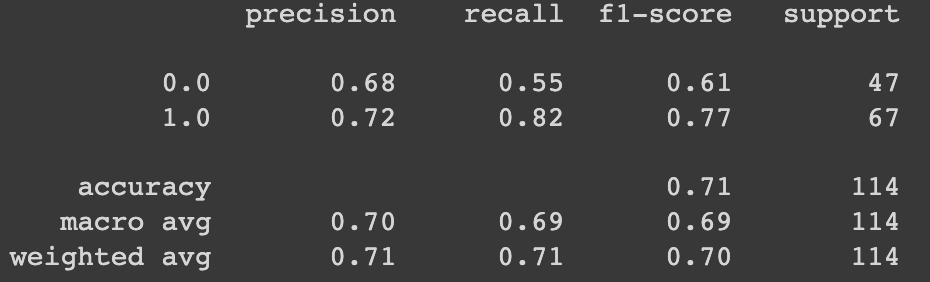 precision recall f1-score support
0.0 0.68 0.55 0.61 47
1.0 0.72 0.82 0.77 67
accuracy 0.71 114
macro avg 0.70 0.69 0.69 114
weighted avg 0.71 0.71 0.70 114